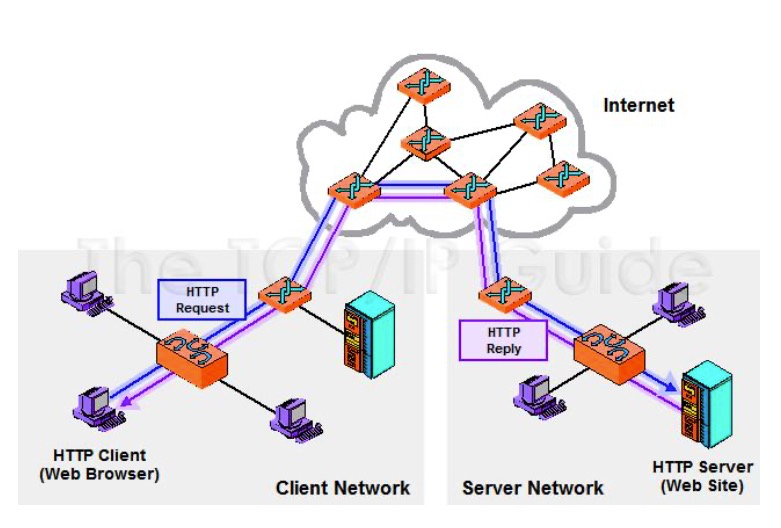 Internet
The TCP/IP Guide
HTTP
Request
HTTP
Reply
HTTP Client
(Web Browser)
Client Network
Server Network
HTTP Server
(Web Site)